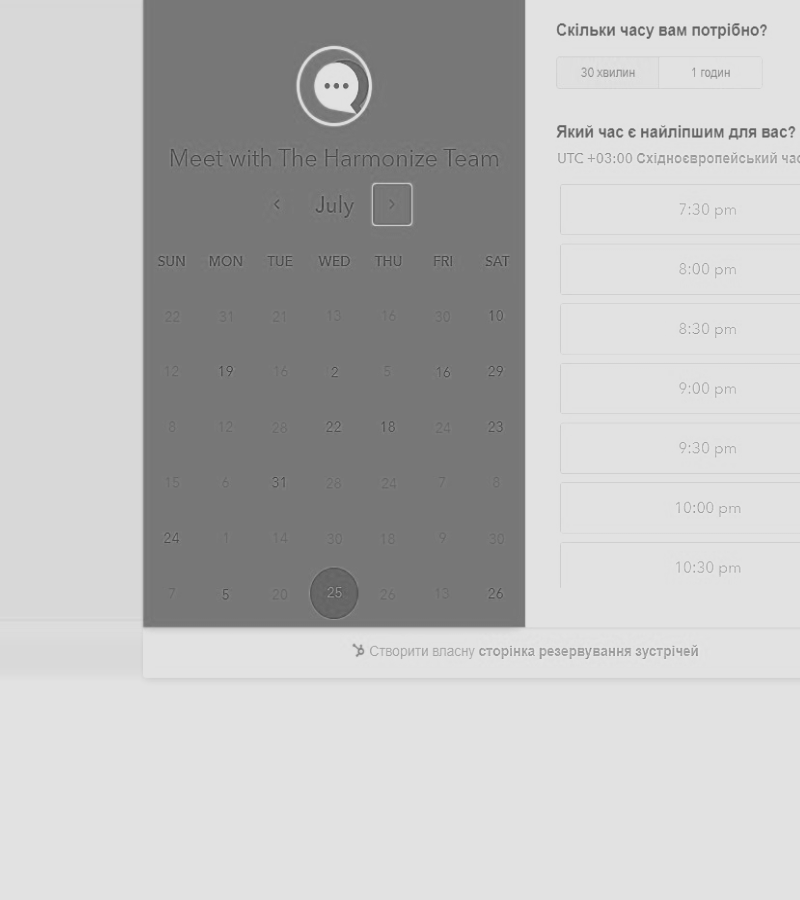 Meet with The Harmonize Team
July
SUN MON TUE WED THU FRI SAT
22 31 21 13 16 30 10
12 19 16 2 5 16 29
8 12 28 22 18 24 23
15 6 31 28 24 7 8
24 1 14 30 18 9 30
7 5 20 25 26 13 26
Скільки часу вам потрібно?
30 хвилин 1 годин
Який час є найліпшим для вас?
UTC +03:00 Східноєвропейський час
7:30 pm
8:00 pm
8:30 pm
9:00 pm
9:30 pm
10:00 pm
10:30 pm
Створити власну сторінка резервування зустрічей